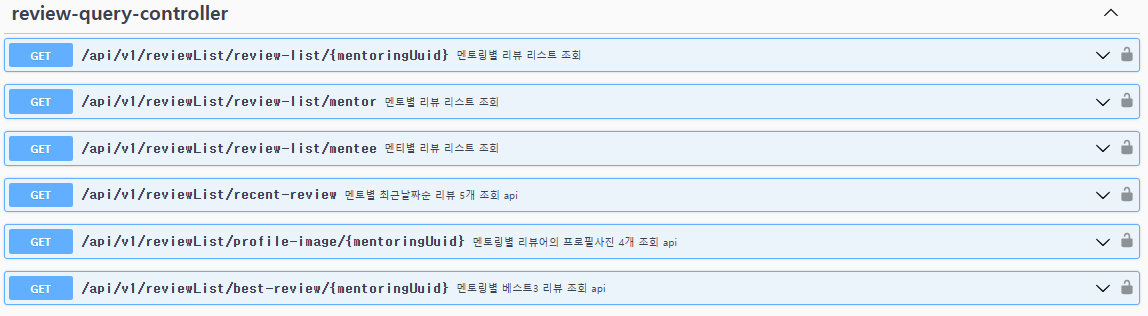 review-query-controller
GET /api/v1/reviewList/review-list/{mentoringUuid} 멘토링별 리뷰 리스트 조회
GET /api/v1/reviewList/review-list/mentor 멘토별 리뷰 리스트 조회
GET /api/v1/reviewList/review-list/mentee 멘티별 리뷰 리스트 조회
GET /api/v1/reviewList/recent-review 멘토별 최근날짜순 리뷰 5개 조회 api
GET /api/v1/reviewList/profile-image/{mentoringUuid} 멘토링별 리뷰어의 프로필사진 4개 조회 api
GET /api/v1/reviewList/best-review/{mentoringUuid} 멘토링별 베스트3 리뷰 조회 api